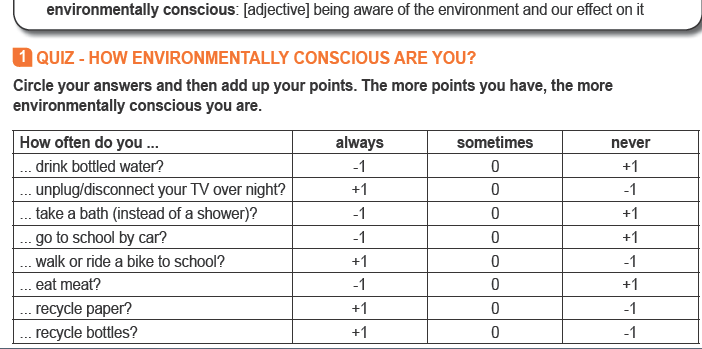 environmentally conscious: [adjective] being aware of the environment and our effect on it
1 QUIZ - HOW ENVIRONMENTALLY CONSCIOUS ARE YOU?
Circle your answers and then add up your points. The more points you have, the more
environmentally conscious you are.
How often do you ... always sometimes never
... drink bottled water? -1 0 +1
... unplug/disconnect your TV over night? +1 0 -1
... take a bath (instead of a shower)? -1 0 +1
... go to school by car? -1 0 +1
... walk or ride a bike to school? +1 0 -1
... eat meat? -1 0 +1
... recycle paper? +1 0 -1
... recycle bottles? +1 0 -1